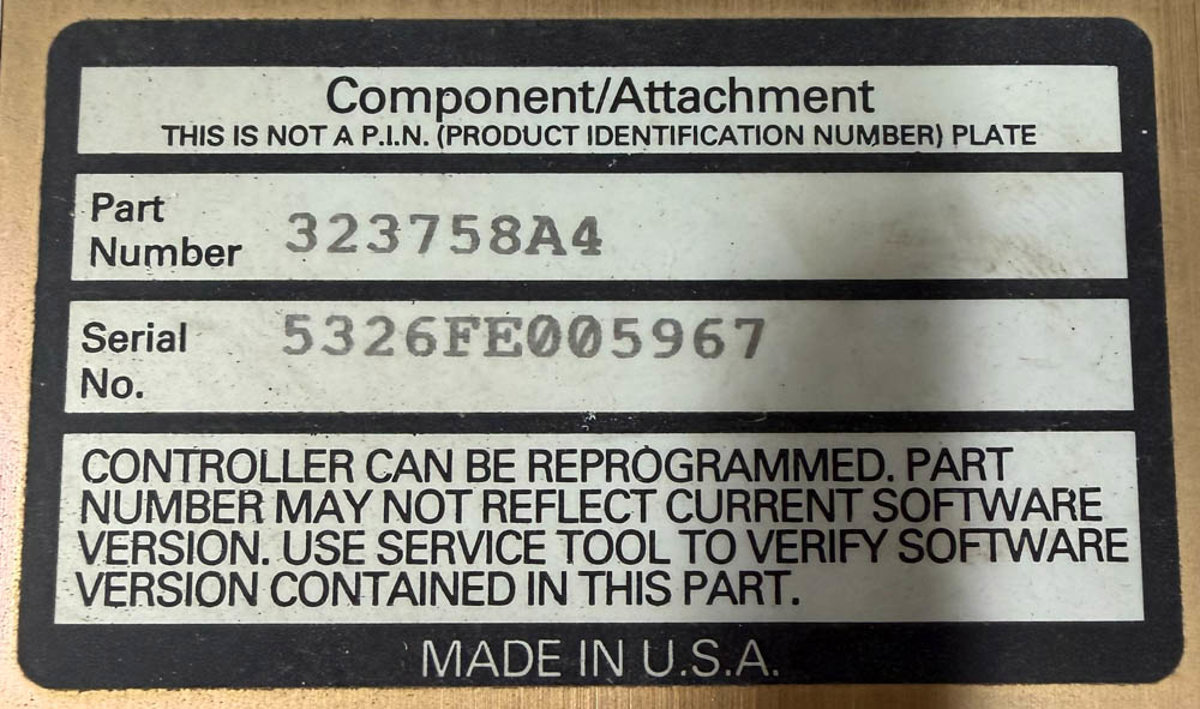 Component/Attachment
THIS IS NOT A P.I.N. (PRODUCT IDENTIFICATION NUMBER) PLATE
Part
Number 323758A4
Serial
No. 5326FE005967
CONTROLLER CAN BE REPROGRAMMED. PART
NUMBER MAY NOT REFLECT CURRENT SOFTWARE
VERSION. USE SERVICE TOOL TO VERIFY SOFTWARE
VERSION CONTAINED IN THIS PART.
MADE IN U.S.A.